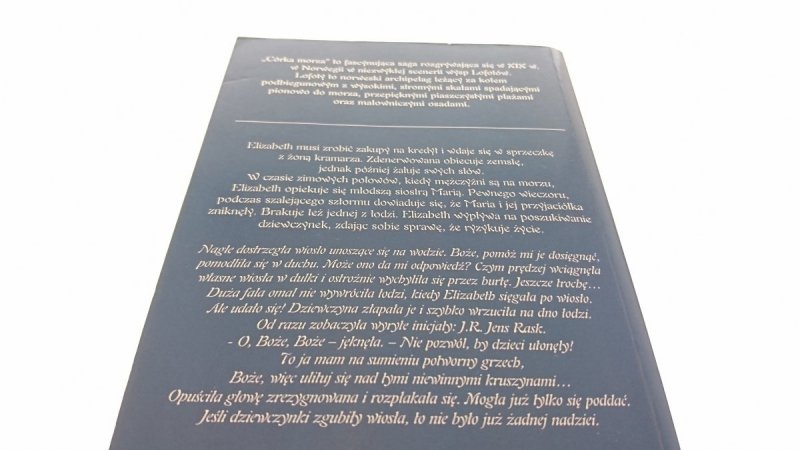 „Córka morza" to fascynująca saga rozgrywająca się w XIX w.
w Norwegii w niezwykłej scenerii wysp Lofotów.
Lofoty to norweski archipelag leżący za kołem
podbiegunowym z wysokimi, stromymi skałami spadającymi
pionowo do morza, przepięknymi piaszczystymi plażami
oraz malowniczymi osadami.
Elizabeth musi zrobić zakupy na kredyt i wdaje się w sprzeczkę
z żoną kramarza. Zdenerwowana obiecuje zemstę,
jednak później żałuje swych słów.
W czasie zimowych połowów, kiedy mężczyźni są na morzu,
Elizabeth opiekuje się młodszą siostrą Marią. Pewnego wieczoru,
podczas szalejącego sztormu dowiaduje się, że Maria i jej przyjaciółka
zniknęły. Brakuje też jednej z łodzi. Elizabeth wypływa na poszukiwanie
dziewczynek, zdając sobie sprawę, że ryzykuje życie.
Nagle dostrzegła wiosło unoszące się na wodzie. Boże, pomóż mi je dosięgnąć,
pomodliła się w duchu. Może ono da mi odpowiedź? Czym prędzej wciągnęła
własne wiosła w dulki i ostrożnie wychyliła się przez burtę. Jeszcze trochę...
Duża fala omal nie wywróciła łodzi, kiedy Elizabeth sięgała po wiosło.
Ale udało się! Dziewczyna złapała je i szybko wrzuciła na dno łodzi.
Od razu zobaczyła wyryte inicjały: J.R. Jens Rask.
- O, Boże, Boże – jęknęła. – Nie pozwól, by dzieci utonęły!
To ja mam na sumieniu potworny grzech,
Boże, więc ulituj się nad tymi niewinnymi kruszynami...
Opuściła głowę zrezygnowana i rozpłakała się. Mogła już tylko się poddać.
Jeśli dziewczynki zgubiły wiosła, to nie było już żadnej nadziei.